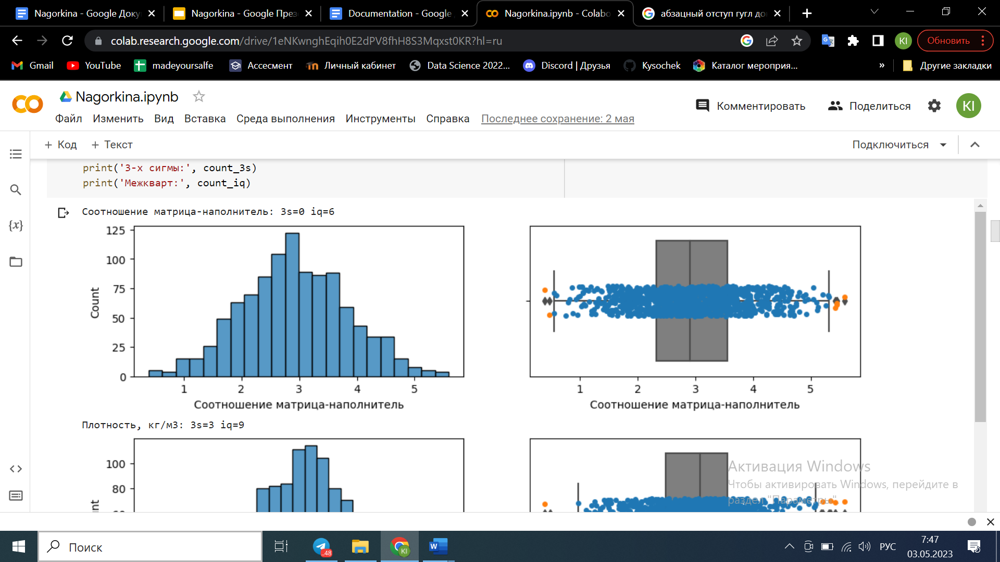 Nagorkina - Google Доку
Nagorkina - Google През
Documentation - Google
Nagorkina.ipynb - Colabo
абзацный отступ гугл до
colab.research.google.com/drive/1eNKwnghEqih0E2dPV8fhH8S3Mqxst0KR?hl=ru
KI
Обновить
Gmail
YouTube
madeyoursalfe
Ассесмент
Личный кабинет
Data Science 2022...
Discord | Друзья
Kysochek
Каталог мероприя...
»
Другие закладки
Nagorkina.ipynb
Комментировать
Поделиться
KI
Файл Изменить Вид Вставка Среда выполнения Инструменты Справка Последнее сохранение: 2 мая
+ Код + Текст
Подключиться
print('3-х сигмы:', count_3s)
print('Межкварт:', count_iq)
{x}
Соотношение матрица-наполнитель: 3s=0 iq=6
125
100
75
50
25
0
Count
1 2 3 4 5
Соотношение матрица-наполнитель
1 2 3 4 5
Соотношение матрица-наполнитель
Плотность, кг/м3: 3s=3 iq=9
100
80
Активация Windows
Чтобы активировать Windows, перейдите в
раздел "Параметры".
Поиск
..48
KI
W
РУС
7:47
03.05.2023